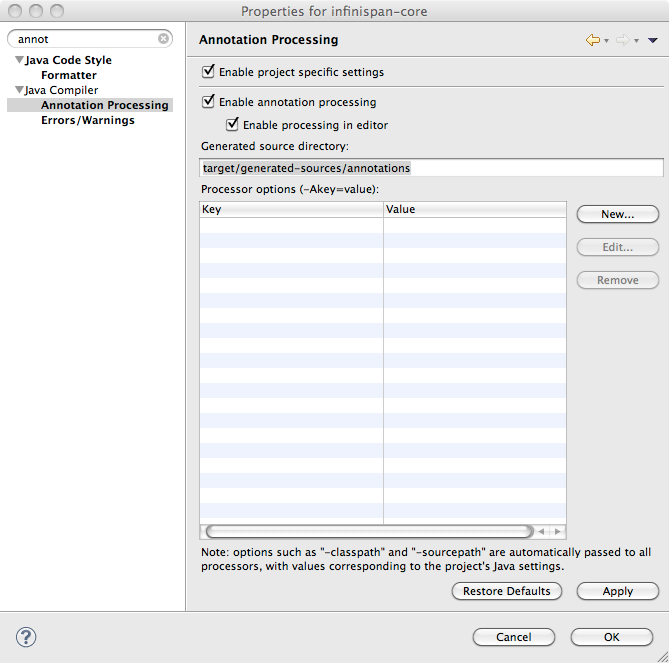 Properties for infinispan-core
annot
Java Code Style
Formatter
Java Compiler
Annotation Processing
Errors/Warnings
Annotation Processing
Enable project specific settings
Enable annotation processing
Enable processing in editor
Generated source directory:
target/generated-sources/annotations
Processor options (-Akey=value):
Key Value
New...
Edit...
Remove
Note: options such as "-classpath" and "-sourcepath" are automatically passed to all
processors, with values corresponding to the project's Java settings.
Restore Defaults Apply
? Cancel OK